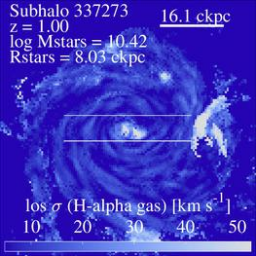 Subhalo 337273
16.1 ckpc
z = 1.00
log Mstars = 10.42
Rstars = 8.03 ckpc
los σ (H-alpha gas) [km s⁻¹]
10 20 30 40 50